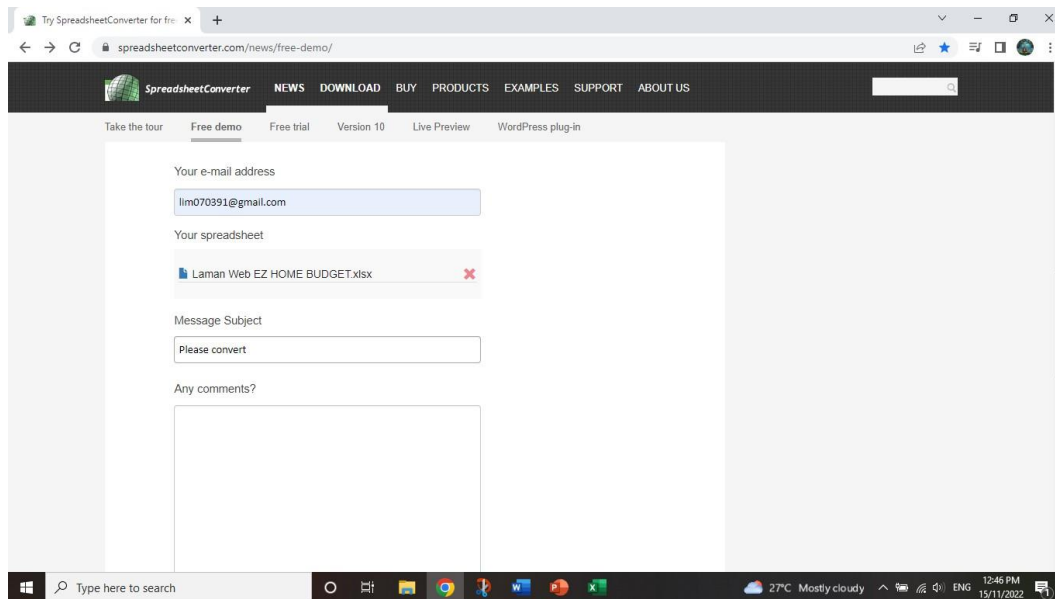 Try SpreadsheetConverter for fre
spreadsheetconverter.com/news/free-demo/
SpreadsheetConverter NEWS DOWNLOAD BUY PRODUCTS EXAMPLES SUPPORT ABOUT US
Take the tour Free demo Free trial Version 10 Live Preview WordPress plug-in
Your e-mail address
lim070391@gmail.com
Your spreadsheet
Laman Web EZ HOME BUDGET.xlsx
Message Subject
Please convert
Any comments?
Type here to search
27°C Mostly cloudy ENG
12:46 PM
15/11/2022